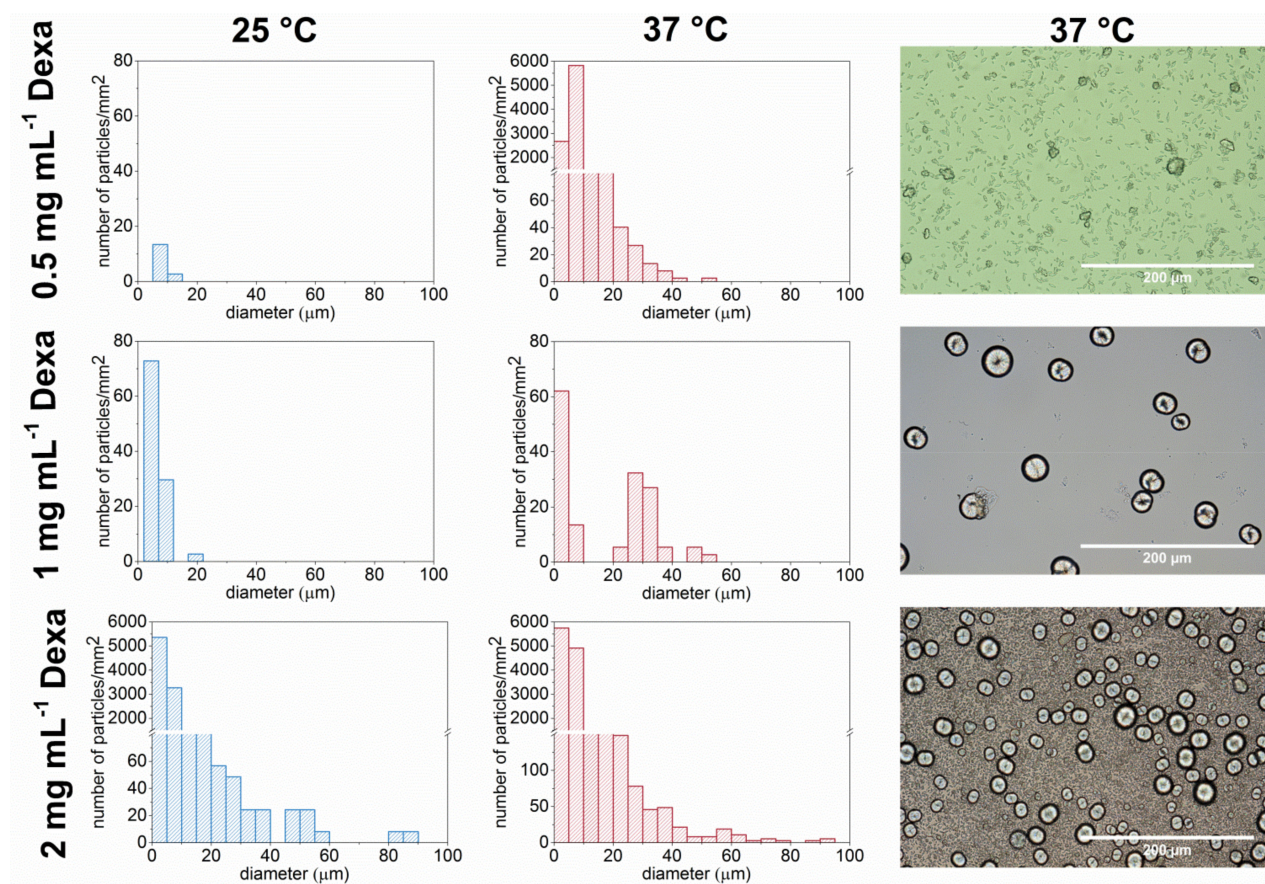 25 °C
37 °C
37 °C
0.5 mg mL⁻¹ Dexa
number of particles/mm²
80
60
40
20
0
0 20 40 60 80 100
diameter (µm)
number of particles/mm²
6000
5000
4000
3000
2000
60
40
20
0
0 20 40 60 80 100
diameter (µm)
200 µm
1 mg mL⁻¹ Dexa
number of particles/mm²
80
60
40
20
0
0 20 40 60 80 100
diameter (µm)
number of particles/mm²
80
60
40
20
0
0 20 40 60 80 100
diameter (µm)
200 µm
2 mg mL⁻¹ Dexa
number of particles/mm²
6000
5000
4000
3000
2000
60
40
20
0
0 20 40 60 80 100
diameter (µm)
number of particles/mm²
6000
5000
4000
3000
2000
100
50
0
0 20 40 60 80 100
diameter (µm)
200 µm